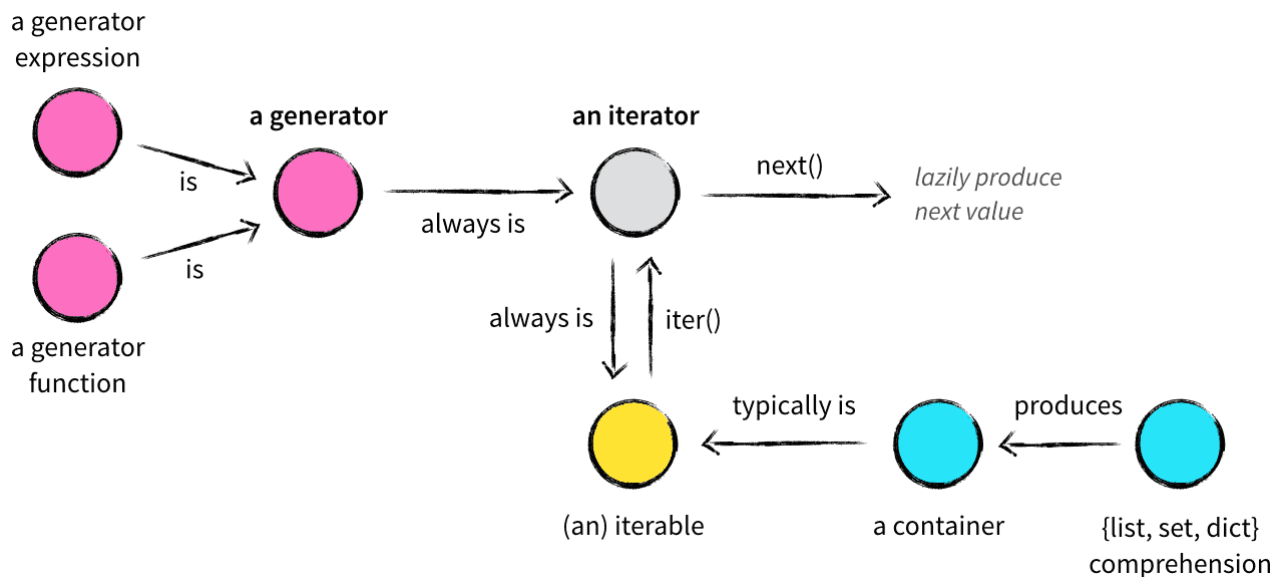 a generator
expression
is
a generator
is
a generator
function
always is
an iterator
next()
lazily produce
next value
always is
iter()
(an) iterable
typically is
a container
produces
{list, set, dict}
comprehension